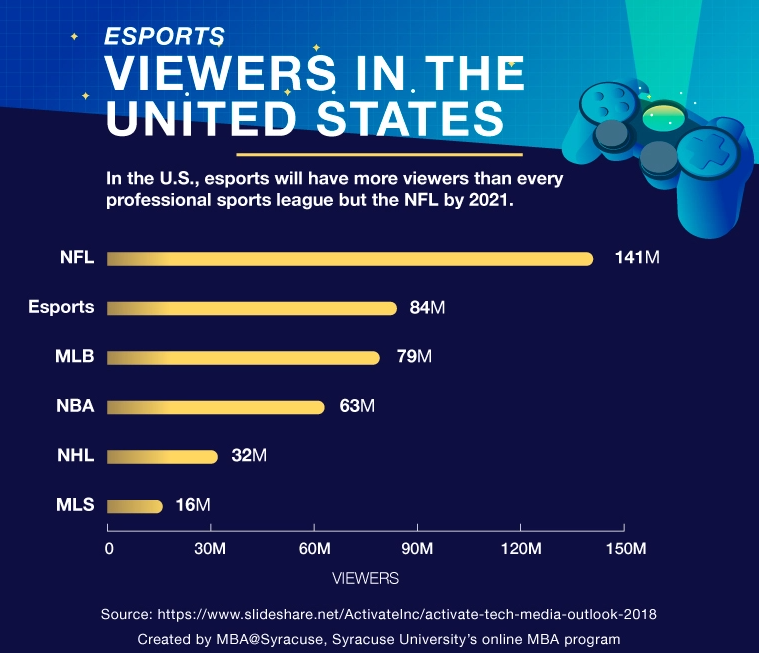 ESPORTS
VIEWERS IN THE
UNITED STATES
In the U.S., esports will have more viewers than every
professional sports league but the NFL by 2021.
NFL 141M
Esports 84M
MLB 79M
NBA 63M
NHL 32M
MLS 16M
0 30M 60M 90M 120M 150M
VIEWERS
Source: https://www.slideshare.net/ActivateInc/activate-tech-media-outlook-2018
Created by MBA@Syracuse, Syracuse University's online MBA program